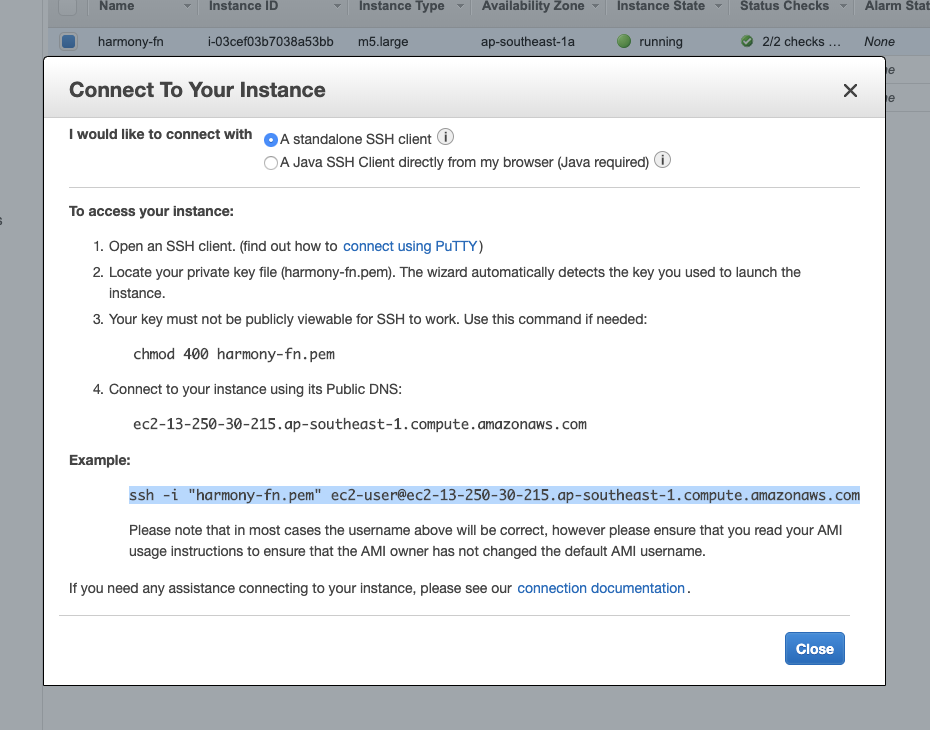 Name Instance ID Instance Type Availability Zone Instance State Status Checks Alarm Stat
harmony-fn i-03cef03b7038a53bb m5.large ap-southeast-1a running 2/2 checks ... None
Connect To Your Instance
I would like to connect with
A standalone SSH client
A Java SSH Client directly from my browser (Java required)
To access your instance:
1. Open an SSH client. (find out how to connect using PuTTY)
2. Locate your private key file (harmony-fn.pem). The wizard automatically detects the key you used to launch the
instance.
3. Your key must not be publicly viewable for SSH to work. Use this command if needed:
chmod 400 harmony-fn.pem
4. Connect to your instance using its Public DNS:
ec2-13-250-30-215.ap-southeast-1.compute.amazonaws.com
Example:
ssh -i "harmony-fn.pem" ec2-user@ec2-13-250-30-215.ap-southeast-1.compute.amazonaws.com
Please note that in most cases the username above will be correct, however please ensure that you read your AMI
usage instructions to ensure that the AMI owner has not changed the default AMI username.
If you need any assistance connecting to your instance, please see our connection documentation.
Close